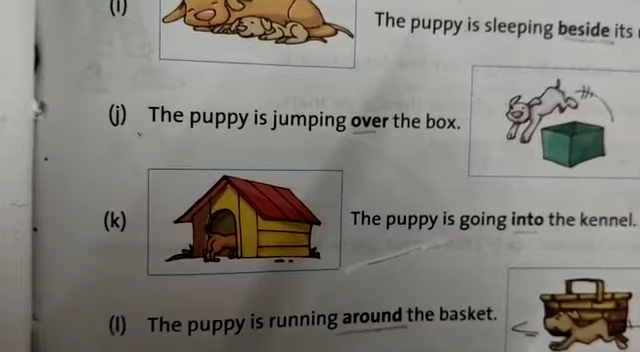 (i) The puppy is sleeping beside its
(j) The puppy is jumping over the box.
(k) The puppy is going into the kennel.
(l) The puppy is running around the basket.